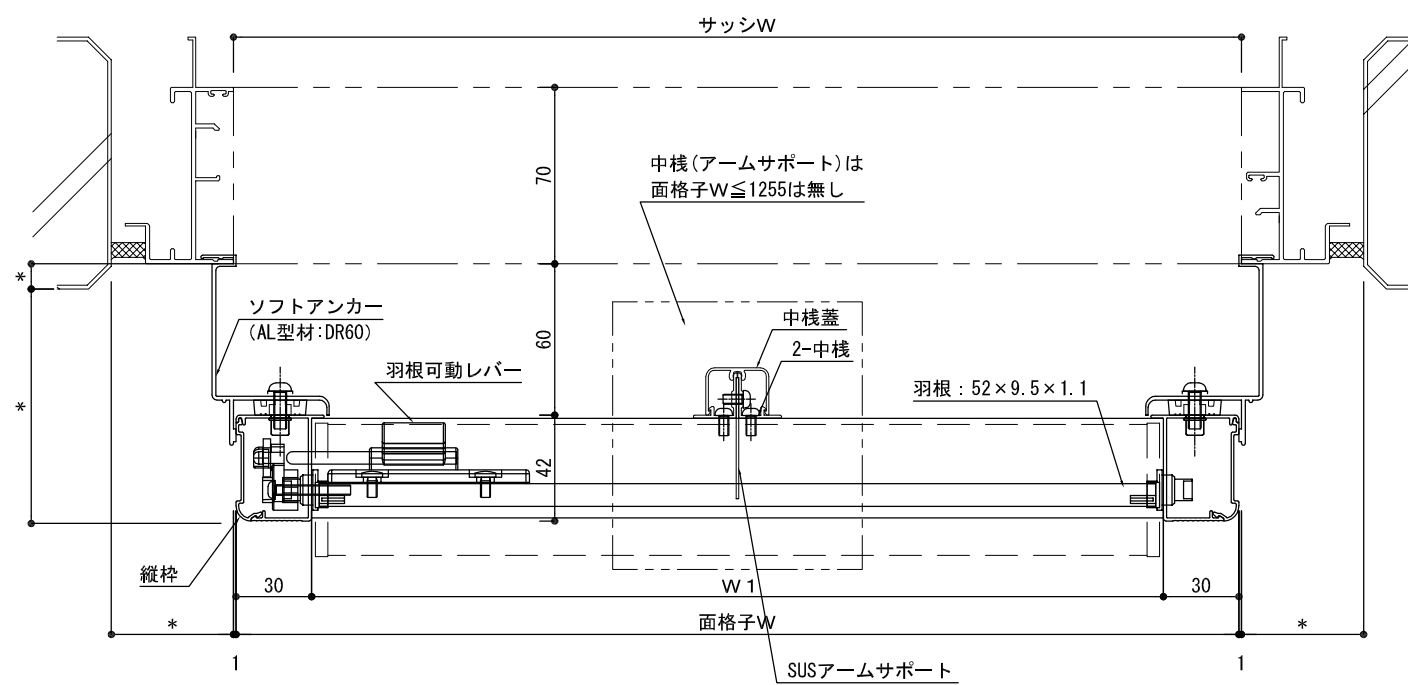 サッシW
70
中桟(アームサポート)は
面格子W≦1255は無し
*
ソフトアンカー
(AL型材:DR60)
60
中桟蓋
2-中桟
羽根可動レバー
羽根：52×9.5×1.1
*
42
縦枠
30
W1
30
*
面格子W
*
1
1
SUSアームサポート